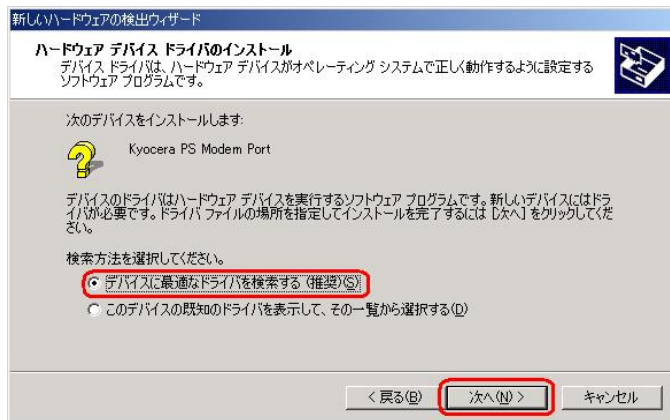 新しいハードウェアの検出ウィザード
ハードウェア デバイス ドライバのインストール
デバイス ドライバは、ハードウェア デバイスがオペレーティング システムで正しく動作するように設定する
ソフトウェア プログラムです。
次のデバイスをインストールします:
Kyocera PS Modem Port
デバイスのドライバはハードウェア デバイスを実行するソフトウェア プログラムです。新しいデバイスにはドラ
イバが必要です。ドライバ ファイルの場所を指定してインストールを完了するには [次へ] をクリックしてくだ
さい。
検索方法を選択してください。
デバイスに最適なドライバを検索する (推奨)(S)
このデバイスの既知のドライバを表示して、その一覧から選択する(D)
< 戻る(B)
次へ(N) >
キャンセル